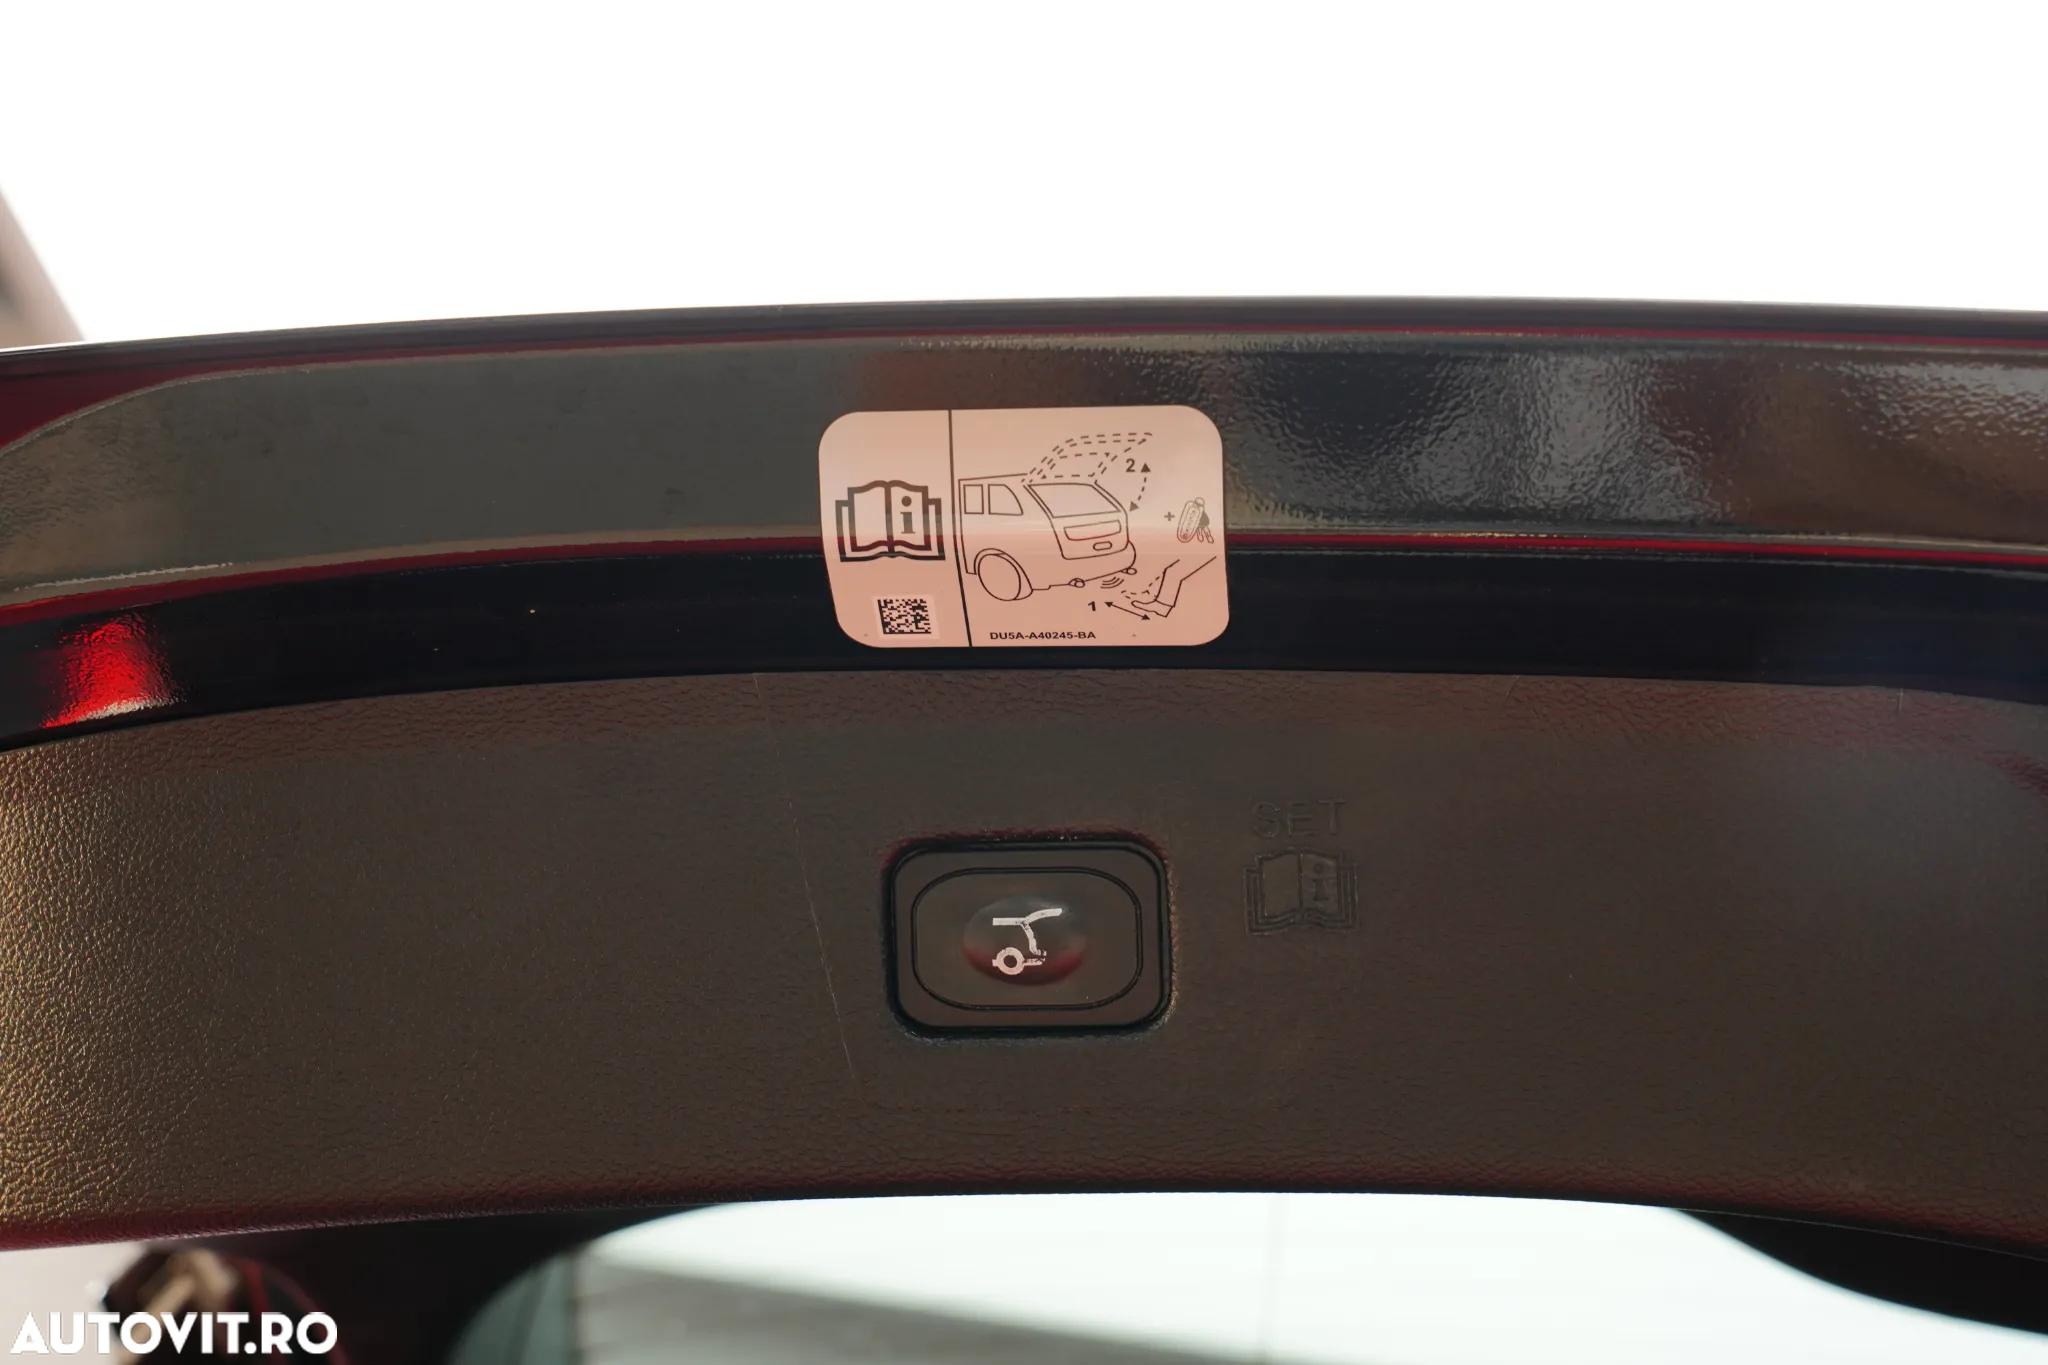 2
+
1
DU5A-A40245-BA
SET
AUTOVIT.RO